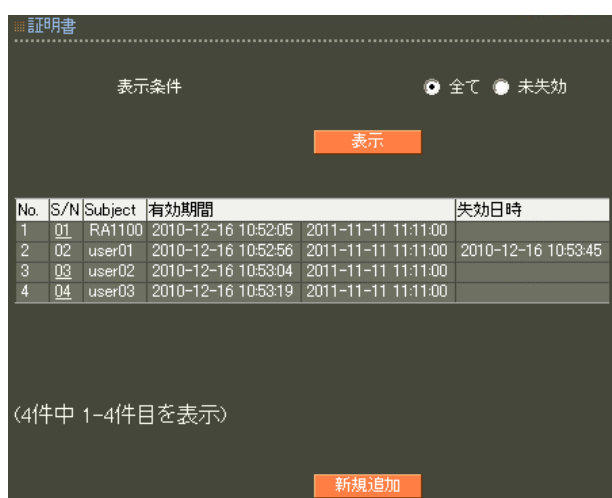 証明書
表示条件 全て 未失効
表示
No. S/N Subject 有効期間 失効日時
1 01 RA1100 2010-12-16 10:52:05 2011-11-11 11:11:00
2 02 user01 2010-12-16 10:52:56 2011-11-11 11:11:00 2010-12-16 10:53:45
3 03 user02 2010-12-16 10:53:04 2011-11-11 11:11:00
4 04 user03 2010-12-16 10:53:19 2011-11-11 11:11:00
(4件中 1-4件目を表示)
新規追加